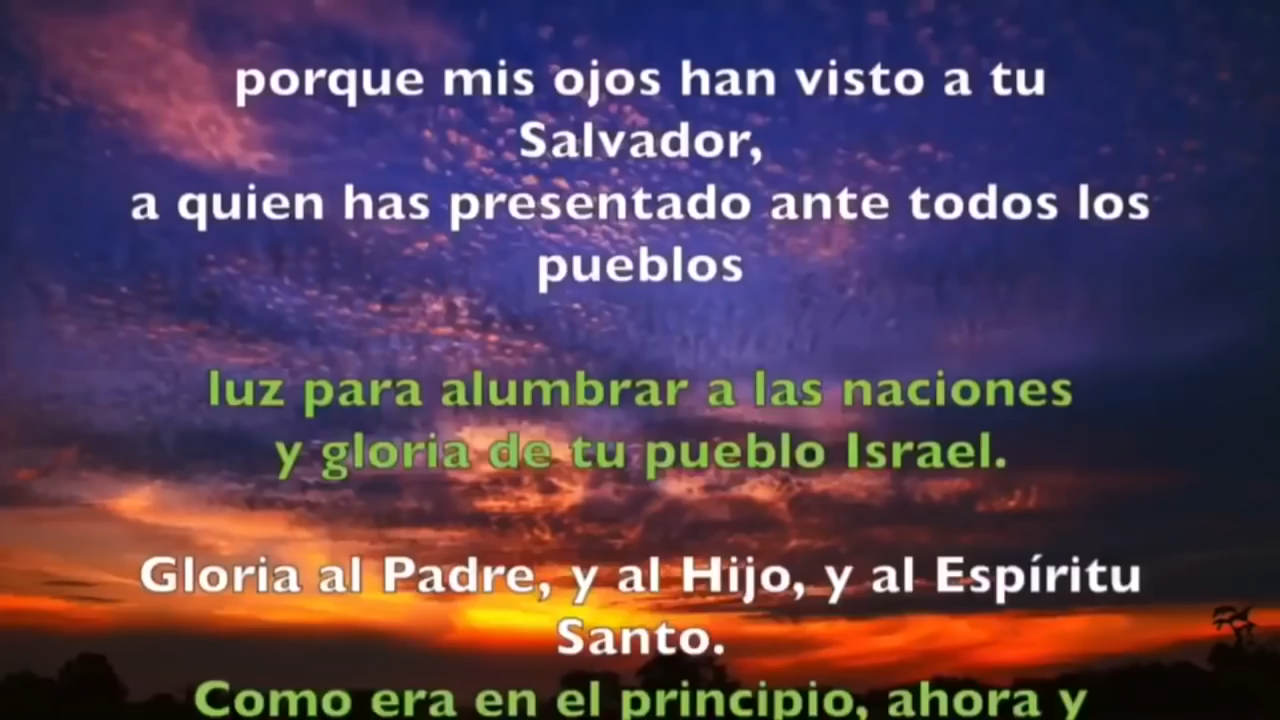 porque mis ojos han visto a tu
Salvador,
a quien has presentado ante todos los
pueblos
luz para alumbrar a las naciones
y gloria de tu pueblo Israel.
Gloria al Padre, y al Hijo, y al Espíritu
Santo.
Como era en el principio, ahora y